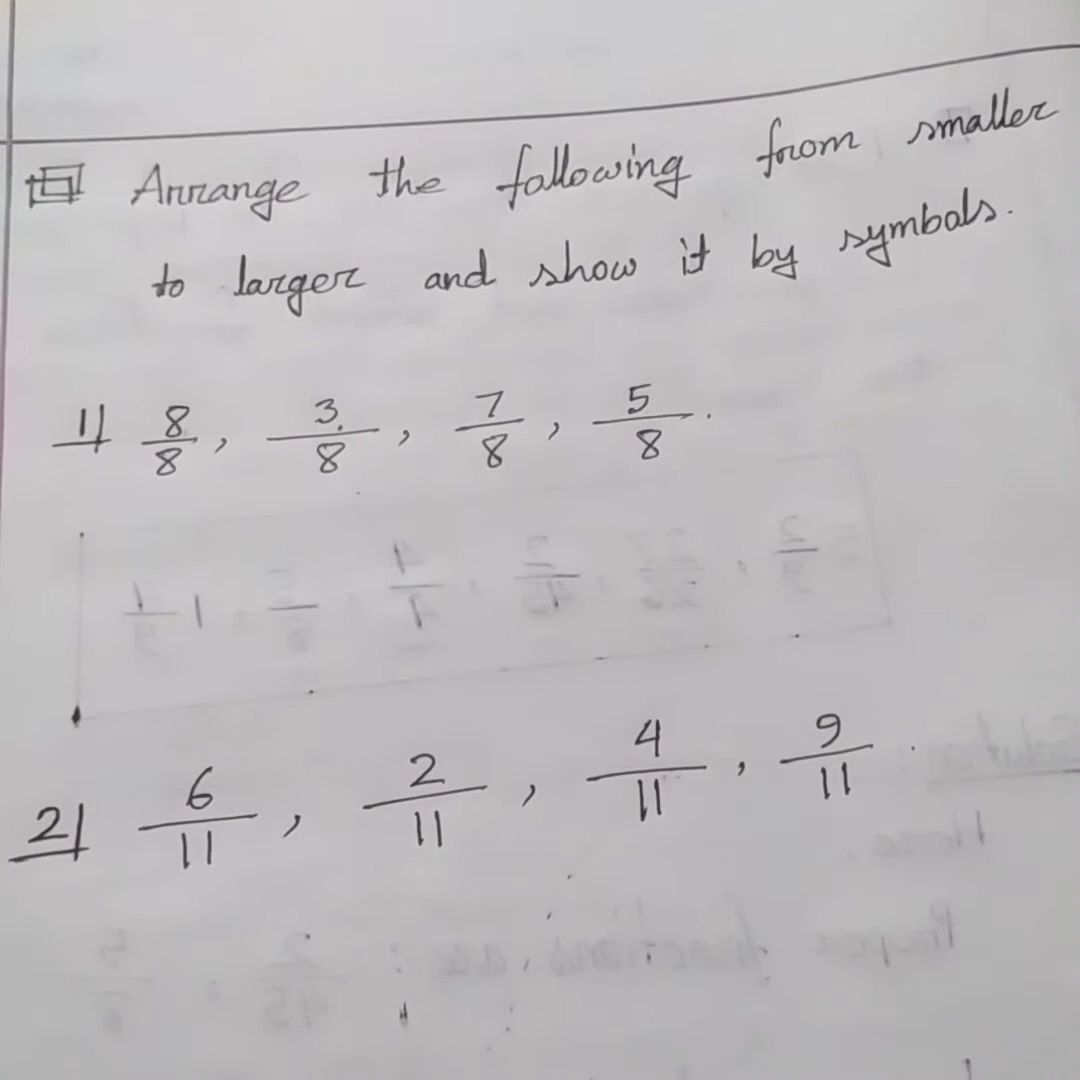 Arrange the following from smaller
to larger and show it by symbols.
1) 8/8, 3/8, 7/8, 5/8.
2) 6/11, 2/11, 4/11, 9/11.